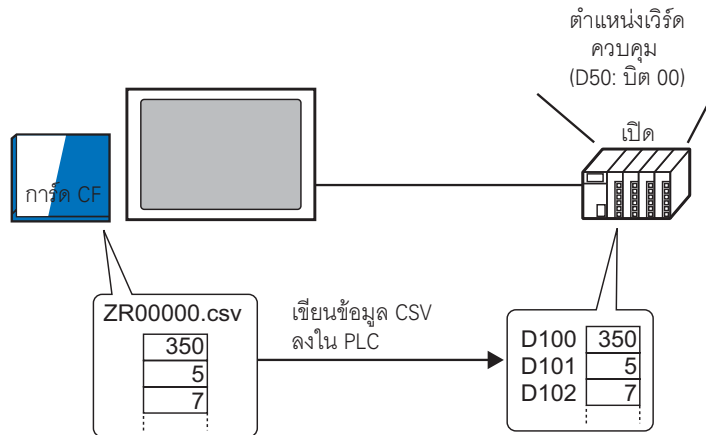 ตำแหน่งเวิร์ด
ควบคุม
(D50: บิต 00)
เปิด
การ์ด CF
ZR00000.csv
350
5
7
เขียนข้อมูล CSV
ลงใน PLC
D100 350
D101 5
D102 7